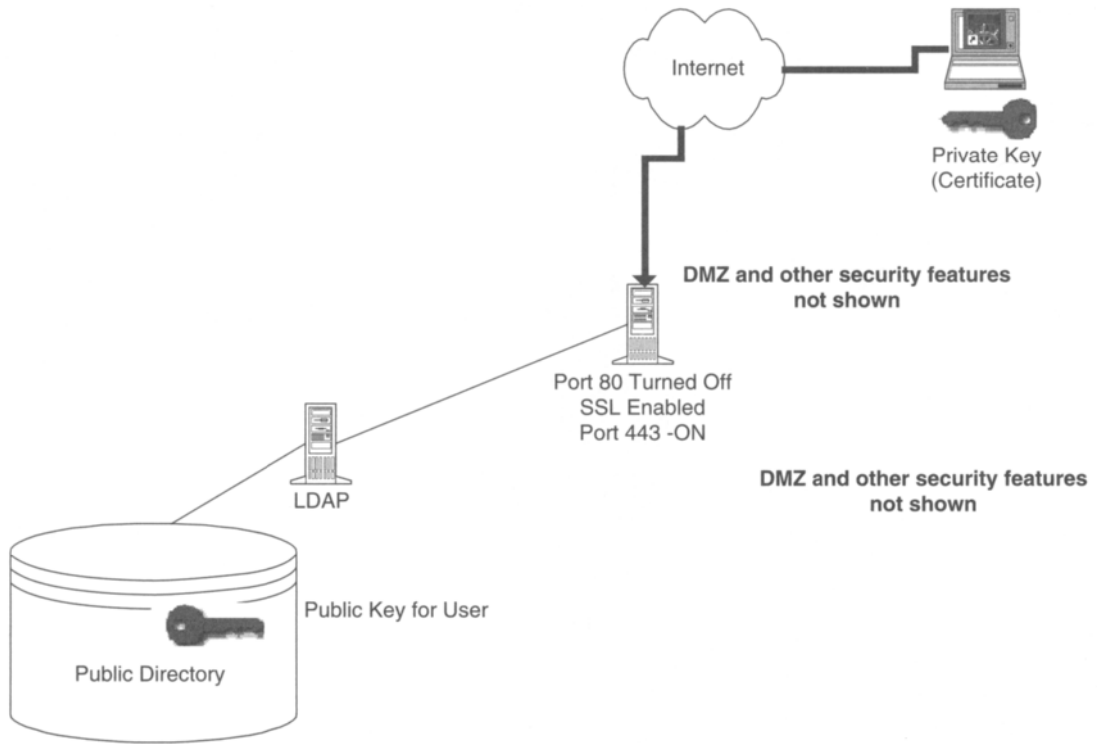 Internet
Private Key
(Certificate)
DMZ and other security features
not shown
Port 80 Turned Off
SSL Enabled
Port 443 -ON
DMZ and other security features
not shown
LDAP
Public Key for User
Public Directory